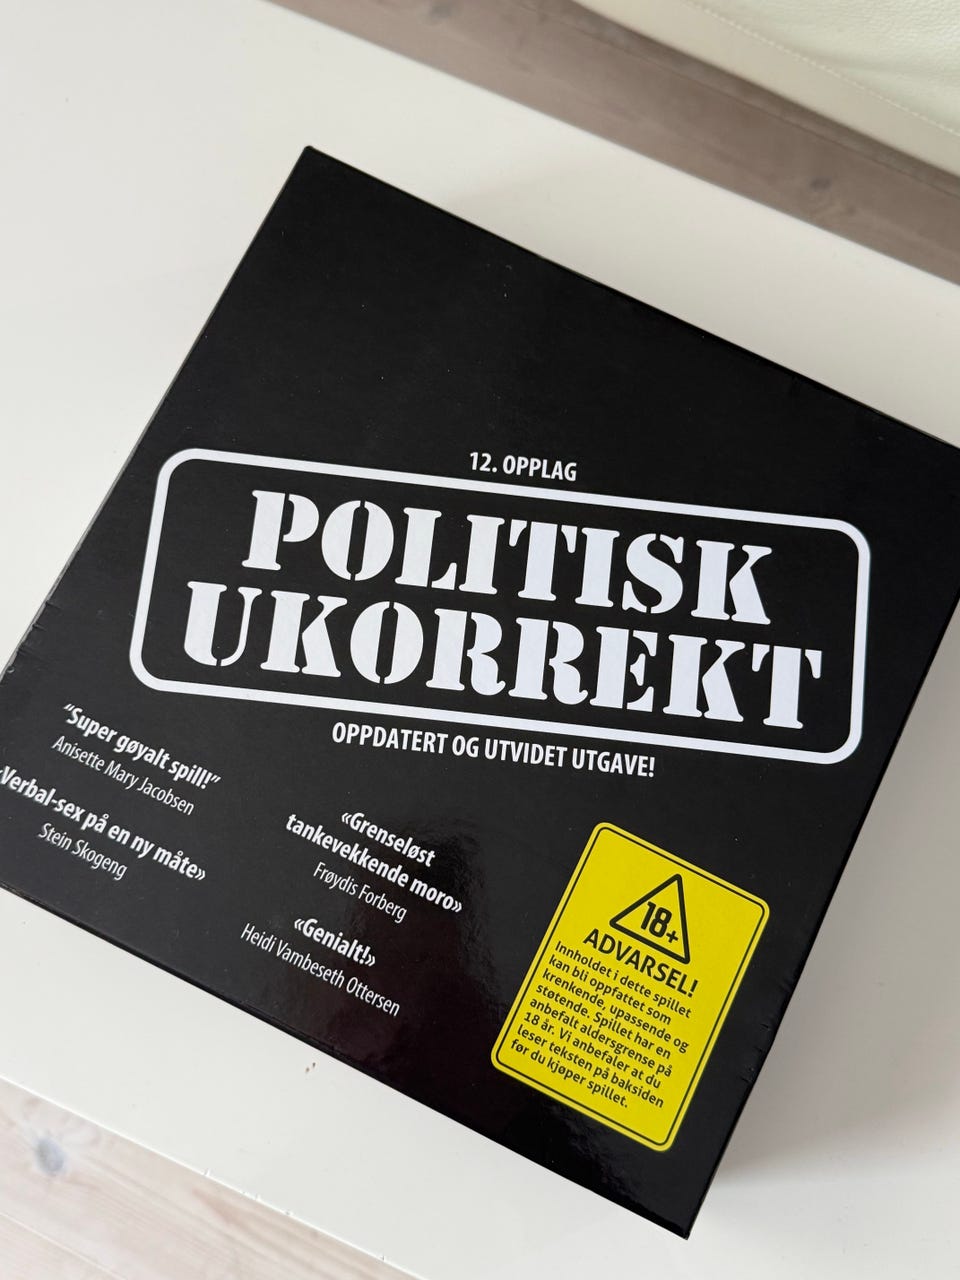 12. OPPLAG
POLITISK
UKORREKT
OPPDATERT OG UTVIDET UTGAVE!
"Super gøyalt spill!"
Anisette Mary Jacobsen
«Verbal-sex på en ny måte»
Stein Skogeng
«Grenseløst
tankevekkende moro»
Frøydis Forberg
«Genialt!»
Heidi Vambeseth Ottersen
18+
ADVARSEL!
Innholdet i dette spillet
kan bli oppfattet som
krenkende, upassende og
støtende. Spillet har en
anbefalt aldersgrense på
18 år. Vi anbefaler at du
leser teksten på baksiden
før du kjøper spillet.